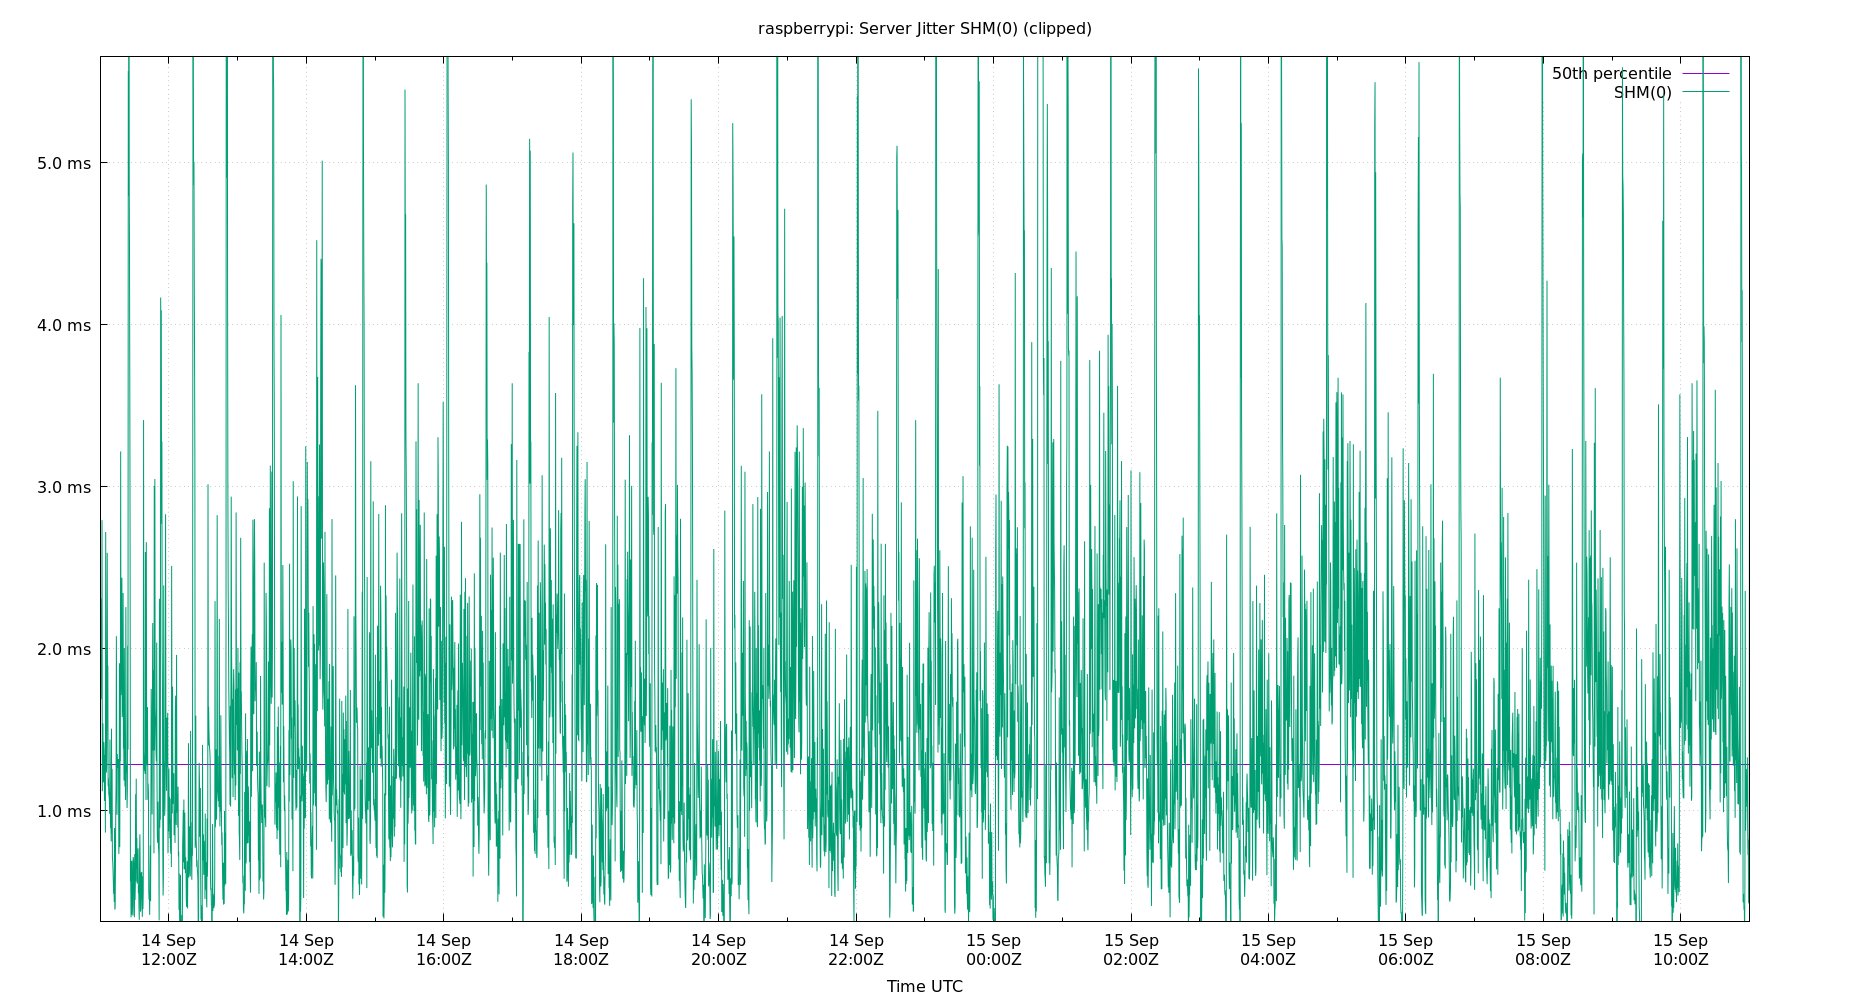 raspberrypi: Server Jitter SHM(0) (clipped)
50th percentile
SHM(0)
5.0 ms
4.0 ms
3.0 ms
2.0 ms
1.0 ms
14 Sep 14 Sep 14 Sep 14 Sep 14 Sep 14 Sep 15 Sep 15 Sep 15 Sep 15 Sep 15 Sep 15 Sep
12:00Z 14:00Z 16:00Z 18:00Z 20:00Z 22:00Z 00:00Z 02:00Z 04:00Z 06:00Z 08:00Z 10:00Z
Time UTC